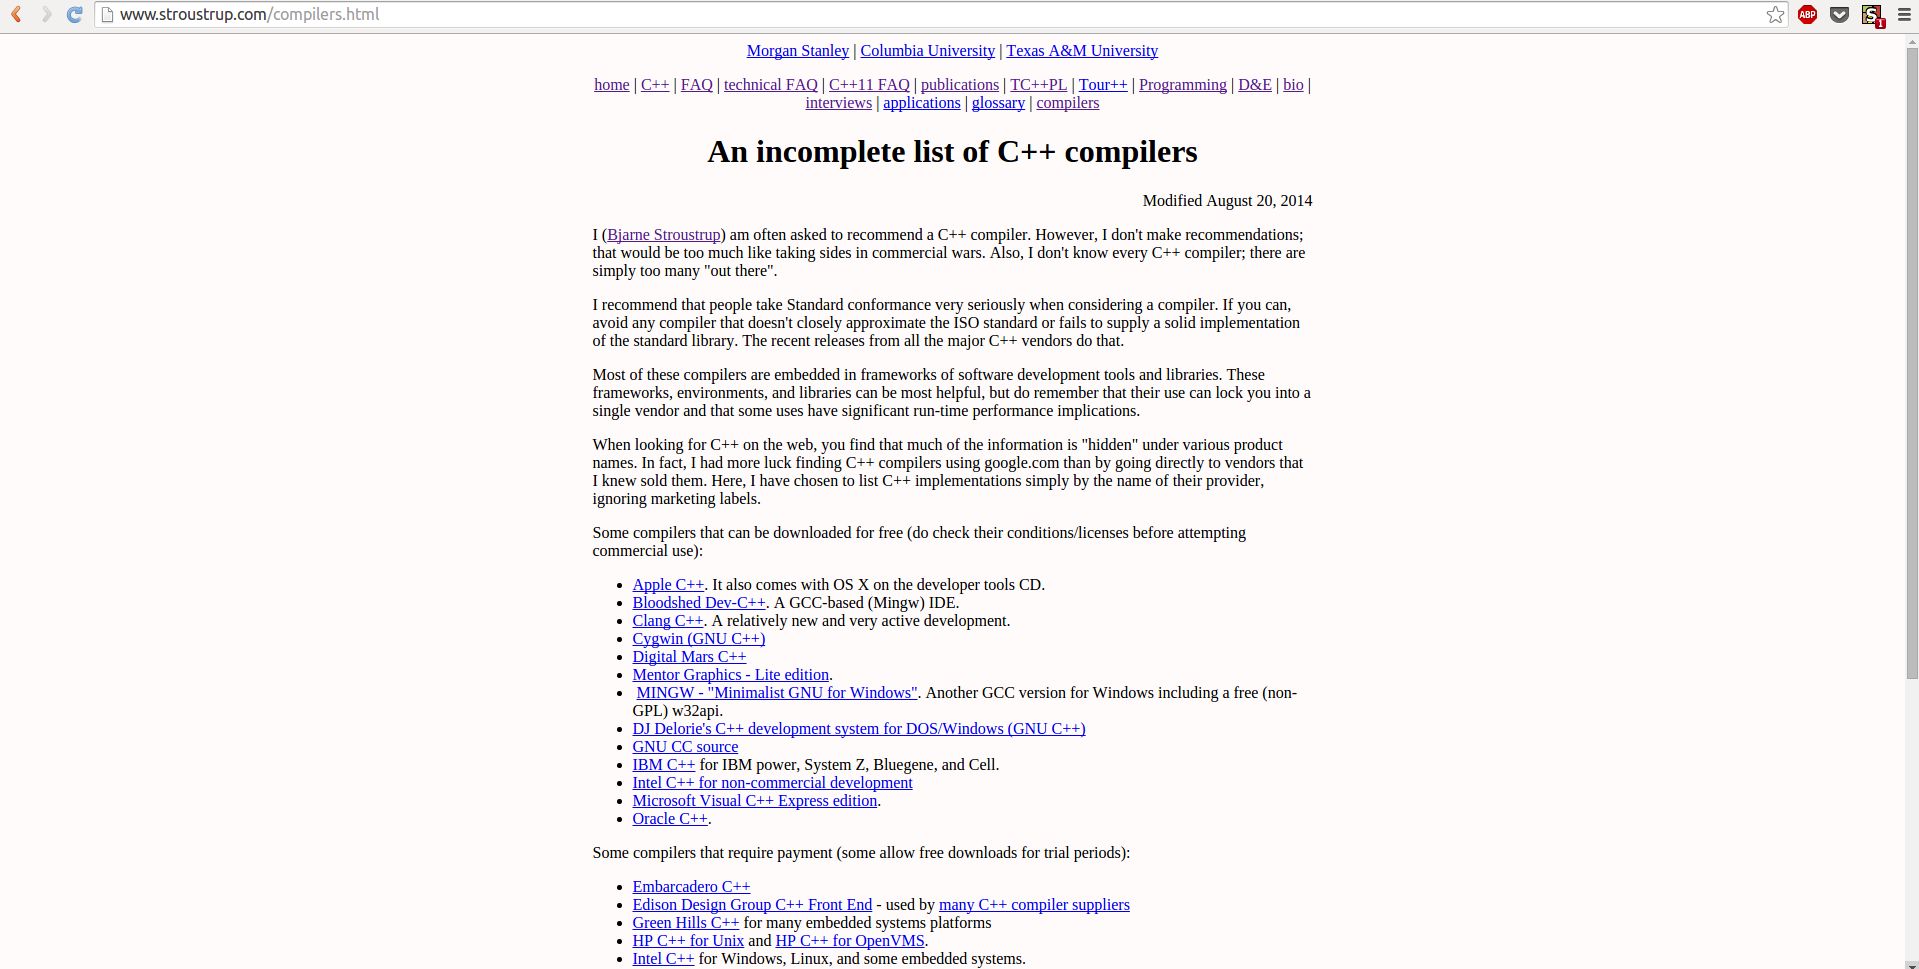 www.stroustrup.com/compilers.html
ABP
S
1
Morgan Stanley | Columbia University | Texas A&M University
home | C++ | FAQ | technical FAQ | C++11 FAQ | publications | TC++PL | Tour++ | Programming | D&E | bio |
interviews | applications | glossary | compilers
An incomplete list of C++ compilers
Modified August 20, 2014
I (Bjarne Stroustrup) am often asked to recommend a C++ compiler. However, I don't make recommendations;
that would be too much like taking sides in commercial wars. Also, I don't know every C++ compiler; there are
simply too many "out there".
I recommend that people take Standard conformance very seriously when considering a compiler. If you can,
avoid any compiler that doesn't closely approximate the ISO standard or fails to supply a solid implementation
of the standard library. The recent releases from all the major C++ vendors do that.
Most of these compilers are embedded in frameworks of software development tools and libraries. These
frameworks, environments, and libraries can be most helpful, but do remember that their use can lock you into a
single vendor and that some uses have significant run-time performance implications.
When looking for C++ on the web, you find that much of the information is "hidden" under various product
names. In fact, I had more luck finding C++ compilers using google.com than by going directly to vendors that
I knew sold them. Here, I have chosen to list C++ implementations simply by the name of their provider,
ignoring marketing labels.
Some compilers that can be downloaded for free (do check their conditions/licenses before attempting
commercial use):
• Apple C++. It also comes with OS X on the developer tools CD.
• Bloodshed Dev-C++. A GCC-based (Mingw) IDE.
• Clang C++. A relatively new and very active development.
• Cygwin (GNU C++)
• Digital Mars C++
• Mentor Graphics - Lite edition.
• MINGW - "Minimalist GNU for Windows". Another GCC version for Windows including a free (non-
GPL) w32api.
• DJ Delorie's C++ development system for DOS/Windows (GNU C++)
• GNU CC source
• IBM C++ for IBM power, System Z, Bluegene, and Cell.
• Intel C++ for non-commercial development
• Microsoft Visual C++ Express edition.
• Oracle C++.
Some compilers that require payment (some allow free downloads for trial periods):
• Embarcadero C++
• Edison Design Group C++ Front End - used by many C++ compiler suppliers
• Green Hills C++ for many embedded systems platforms
• HP C++ for Unix and HP C++ for OpenVMS.
• Intel C++ for Windows, Linux, and some embedded systems.